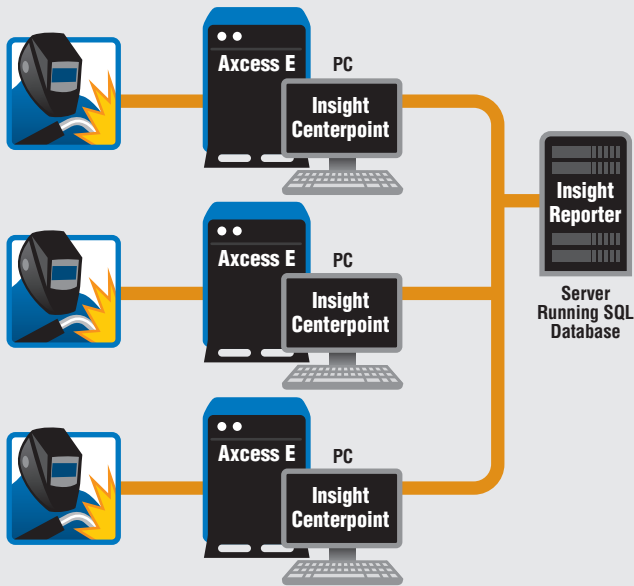 Axcess E
PC
Insight
Centerpoint
Axcess E
PC
Insight
Centerpoint
Axcess E
PC
Insight
Centerpoint
Insight
Reporter
Server
Running SQL
Database